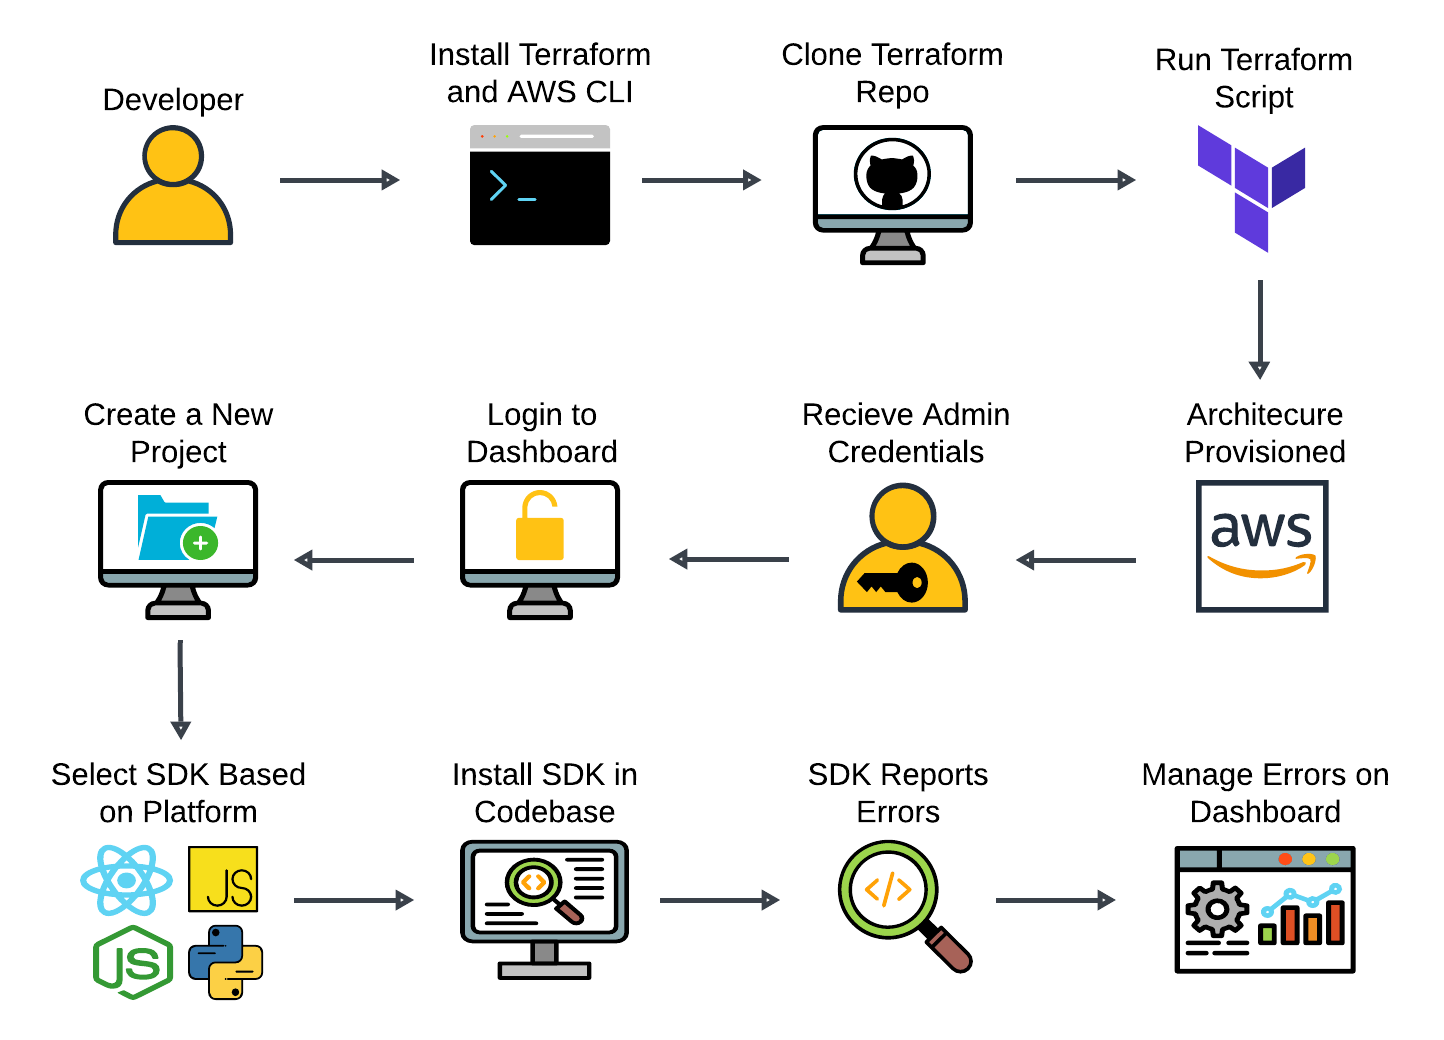 Developer
Install Terraform
and AWS CLI
Clone Terraform
Repo
Run Terraform
Script
Create a New
Project
Login to
Dashboard
Recieve Admin
Credentials
Architecure
Provisioned
aws
Select SDK Based
on Platform
JS
JS
Install SDK in
Codebase
SDK Reports
Errors
Manage Errors on
Dashboard